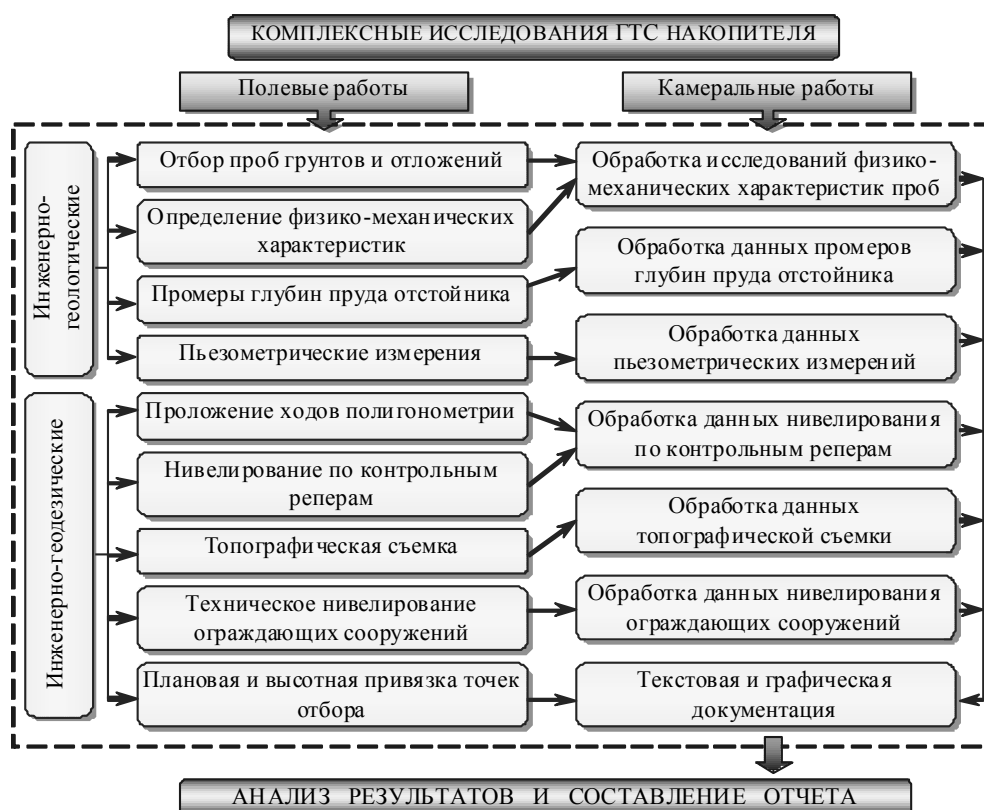 КОМПЛЕКСНЫЕ ИССЛЕДОВАНИЯ ГТС НАКОПИТЕЛЯ
Полевые работы
Камеральные работы
Инженерно-
геологические
Отбор проб грунтов и отложений
Определение физико-механических
характеристик
Промеры глубин пруда отстойника
Пьезометрические измерения
Обработка исследований физико-
механических характеристик проб
Обработка данных промеров
глубин пруда отстойника
Обработка данных
пьезометрических измерений
Инженерно-геодезические
Проложение ходов полигонометрии
Нивелирование по контрольным
реперам
Топографическая съемка
Техническое нивелирование
ограждающих сооружений
Плановая и высотная привязка точек
отбора
Обработка данных нивелирования
по контрольным реперам
Обработка данных
топографической съемки
Обработка данных нивелирования
ограждающих сооружений
Текстовая и графическая
документация
АНАЛИЗ РЕЗУЛЬТАТОВ И СОСТАВЛЕНИЕ ОТЧЕТА